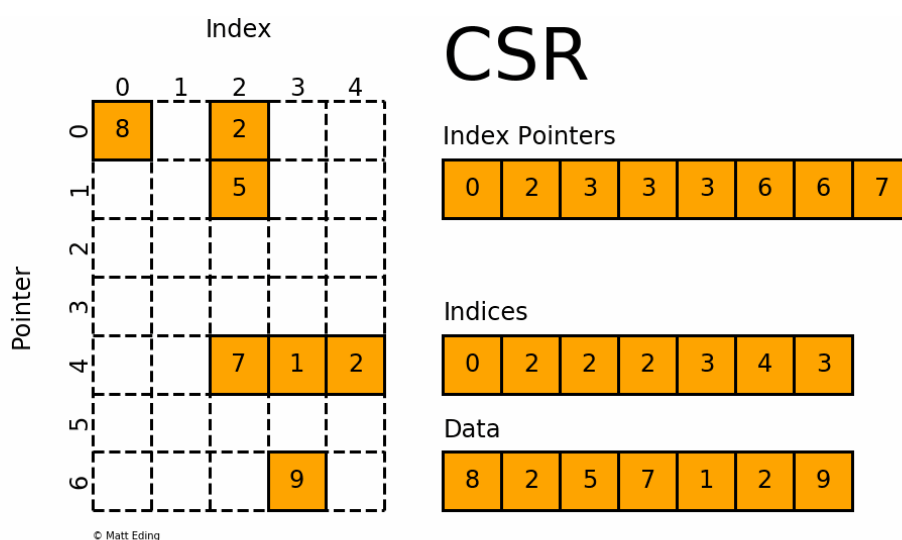 Index
CSR
0 1 2 3 4
Pointer
0 8 2
1 5
2
3
4 7 1 2
5
6 9
Index Pointers
0 2 3 3 3 6 6 7
Indices
0 2 2 2 3 4 3
Data
8 2 5 7 1 2 9
© Matt Eding